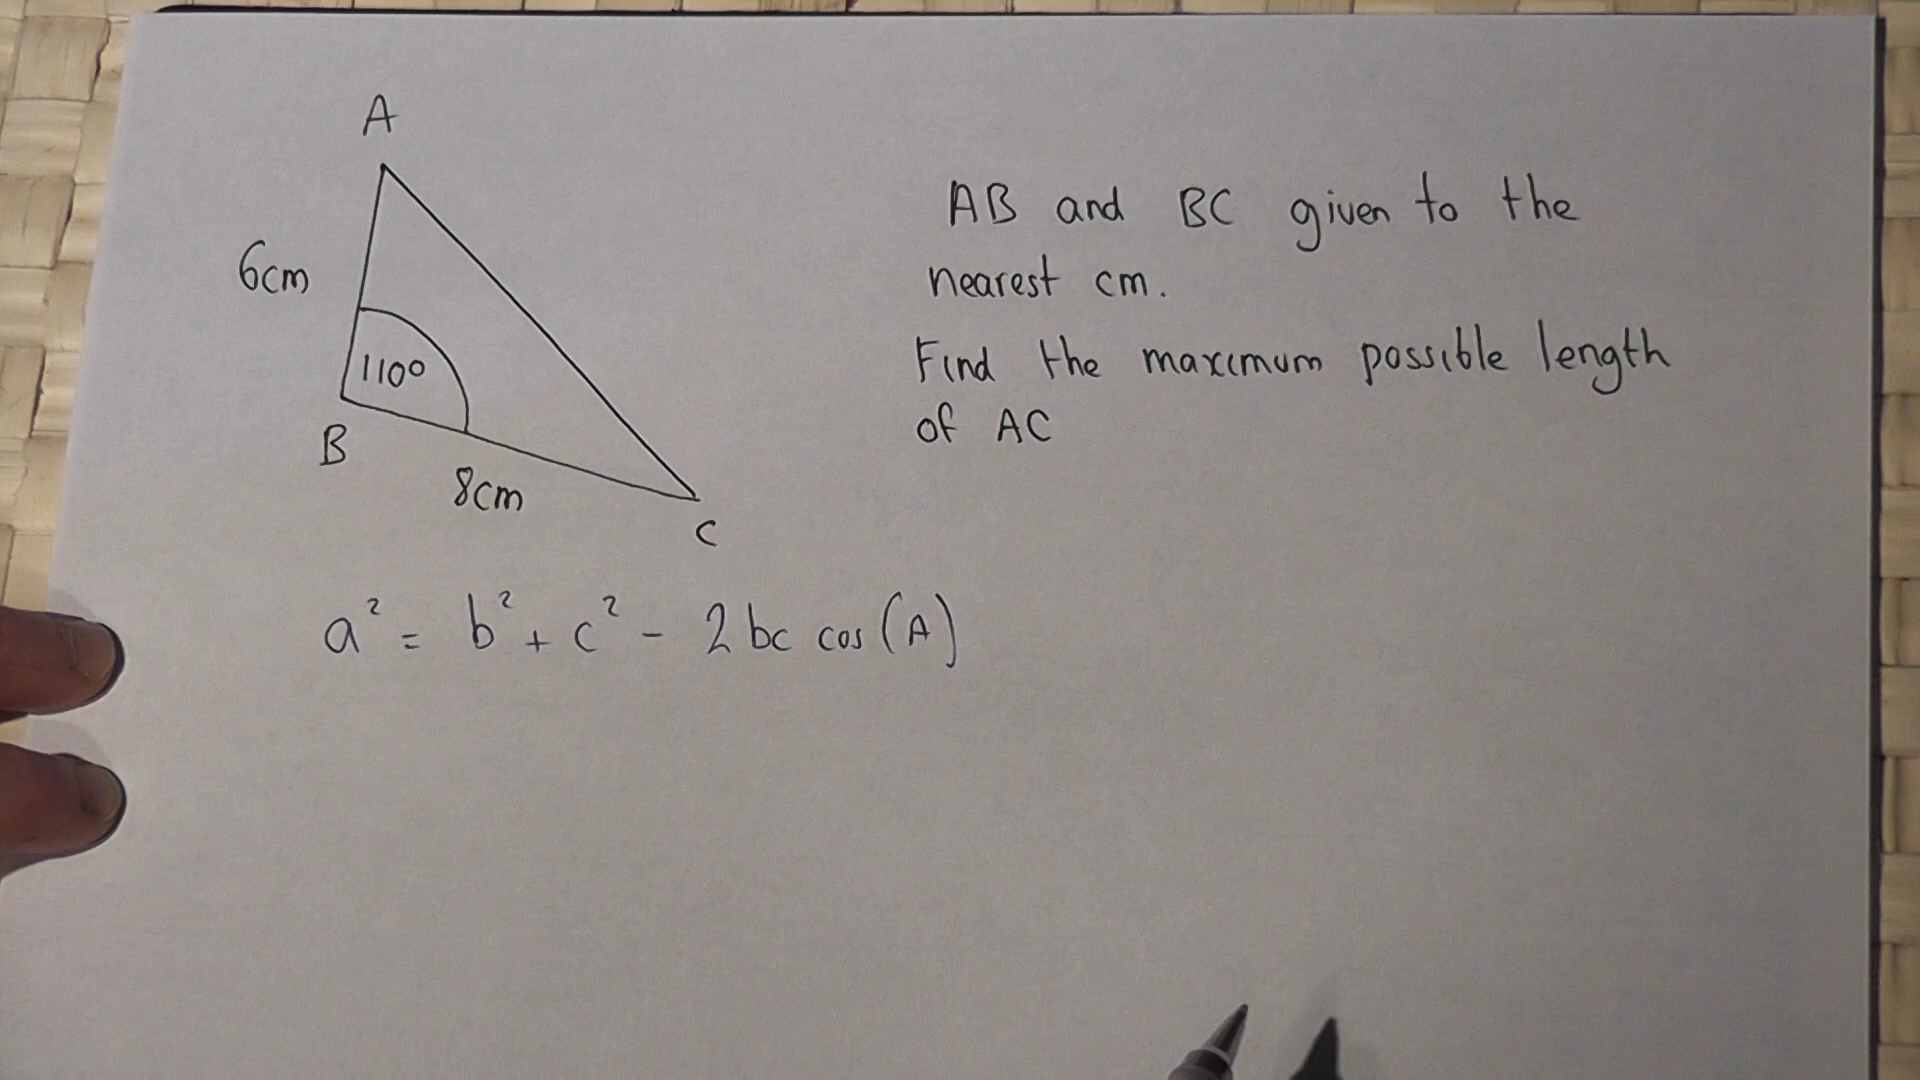 A
6cm
110°
B
8cm
C
AB and BC given to the
nearest cm.
Find the maximum possible length
of AC
a² = b² + c² - 2bc cos(A)